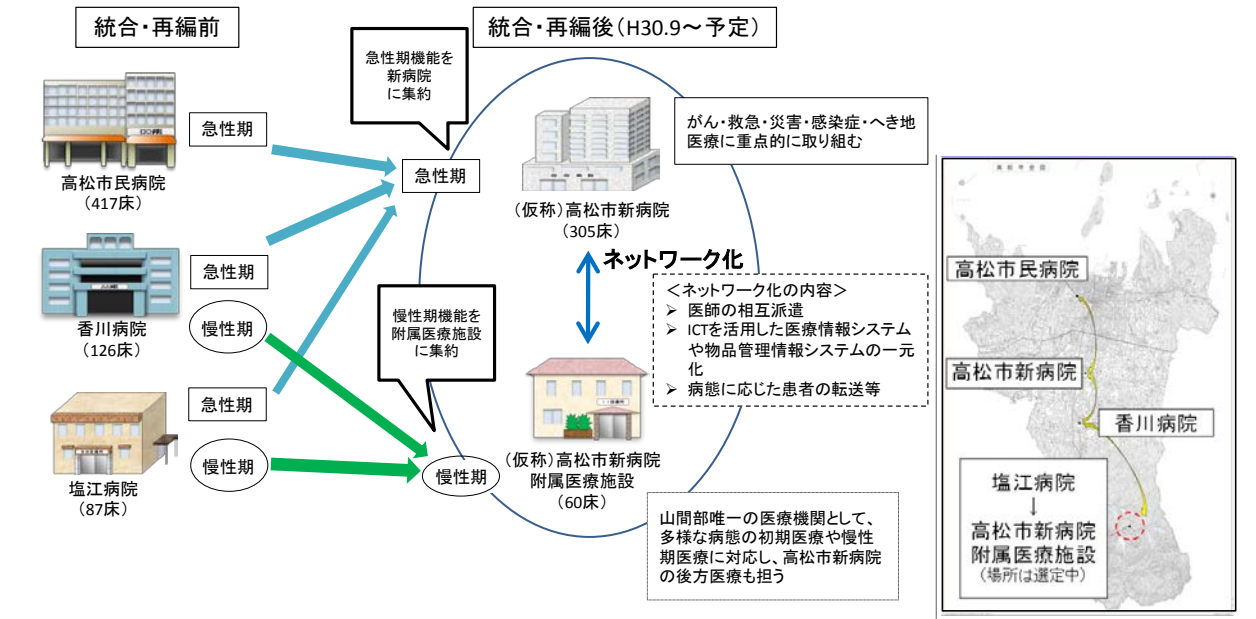 統合・再編前
統合・再編後(H30.9～予定)
急性期機能を
新病院
に集約
急性期
高松市民病院
(417床)
急性期
慢性期
香川病院
(126床)
急性期
慢性期
塩江病院
(87床)
急性期
(仮称)高松市新病院
(305床)
がん・救急・災害・感染症・へき地
医療に重点的に取り組む
ネットワーク化
＜ネットワーク化の内容＞
➢ 医師の相互派遣
➢ ICTを活用した医療情報システム
や物品管理情報システムの一元
化
➢ 病態に応じた患者の転送等
慢性期機能を
附属医療施設
に集約
慢性期
(仮称)高松市新病院
附属医療施設
(60床)
山間部唯一の医療機関として、
多様な病態の初期医療や慢性
期医療に対応し、高松市新病院
の後方医療も担う
高松市全図
高松市民病院
高松市新病院
香川病院
塩江病院
↓
高松市新病院
附属医療施設
(場所は選定中)